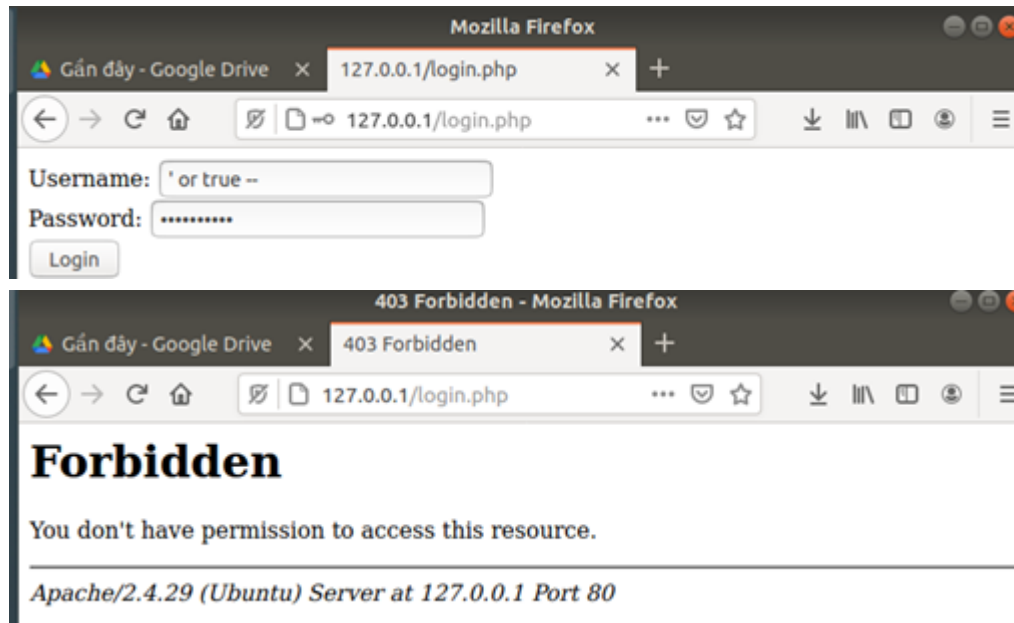 Mozilla Firefox
Gần đây - Google Drive 127.0.0.1/login.php
127.0.0.1/login.php
Username: ' or true --
Password: ••••••••••
Login
403 Forbidden - Mozilla Firefox
Gần đây - Google Drive 403 Forbidden
127.0.0.1/login.php
Forbidden
You don't have permission to access this resource.
Apache/2.4.29 (Ubuntu) Server at 127.0.0.1 Port 80